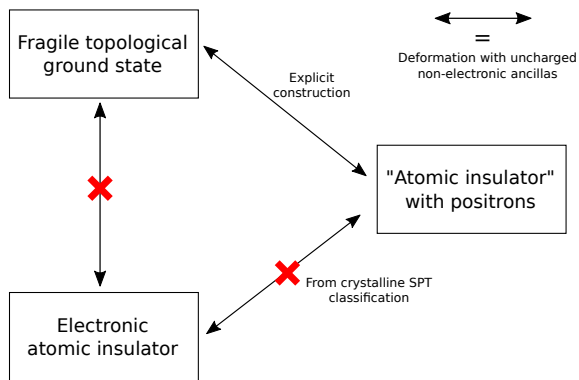 Fragile topological
ground state
=
Deformation with uncharged
non-electronic ancillas
Explicit
construction
"Atomic insulator"
with positrons
From crystalline SPT
classification
Electronic
atomic insulator